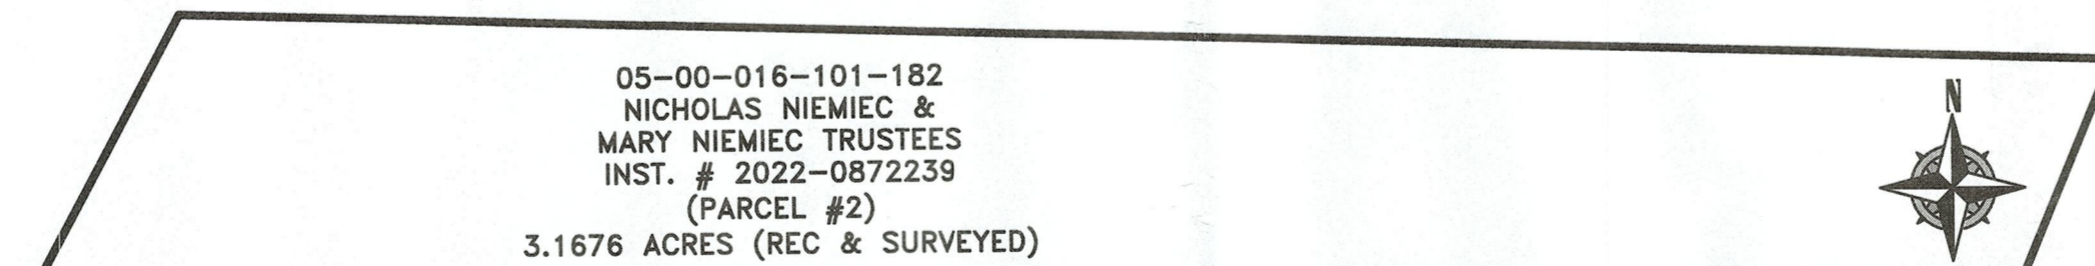 05-00-016-101-182
NICHOLAS NIEMIEC &
MARY NIEMIEC TRUSTEES
INST. # 2022-0872239
(PARCEL #2)
3.1676 ACRES (REC & SURVEYED)
N